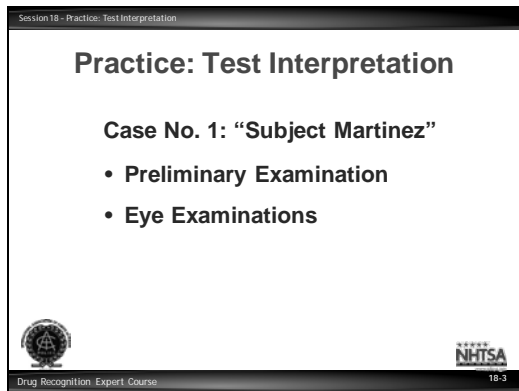 Session 18 - Practice: Test Interpretation
Practice: Test Interpretation
Case No. 1: “Subject Martinez”
• Preliminary Examination
• Eye Examinations
NHTSA
Drug Recognition Expert Course
18-3